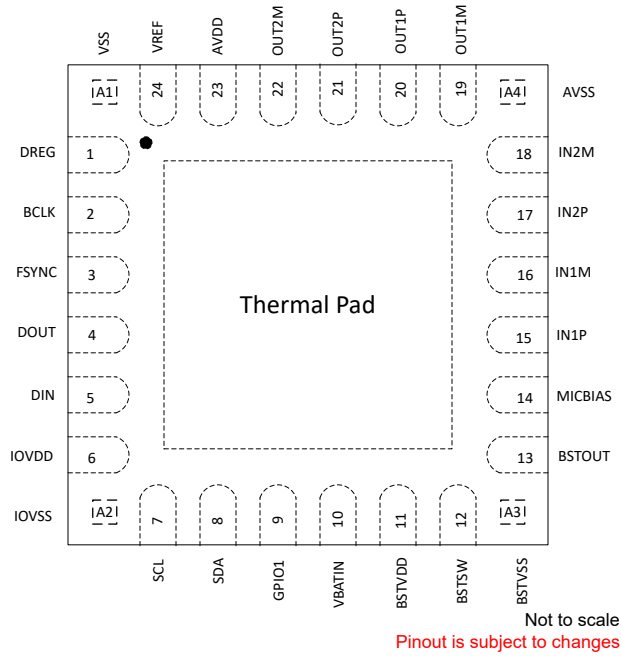 VSS
VREF
AVDD
OUT2M
OUT2P
OUT1P
OUT1M
A1
24
23
22
21
20
19
A4
AVSS
DREG
1
18
IN2M
BCLK
2
17
IN2P
FSYNC
3
16
IN1M
Thermal Pad
DOUT
4
15
IN1P
DIN
5
14
MICBIAS
IOVDD
6
13
BSTOUT
IOVSS
A2
7
8
9
10
11
12
A3
SCL
SDA
GPIO1
VBATIN
BSTVDD
BSTSW
BSTVSS
Not to scale
Pinout is subject to changes